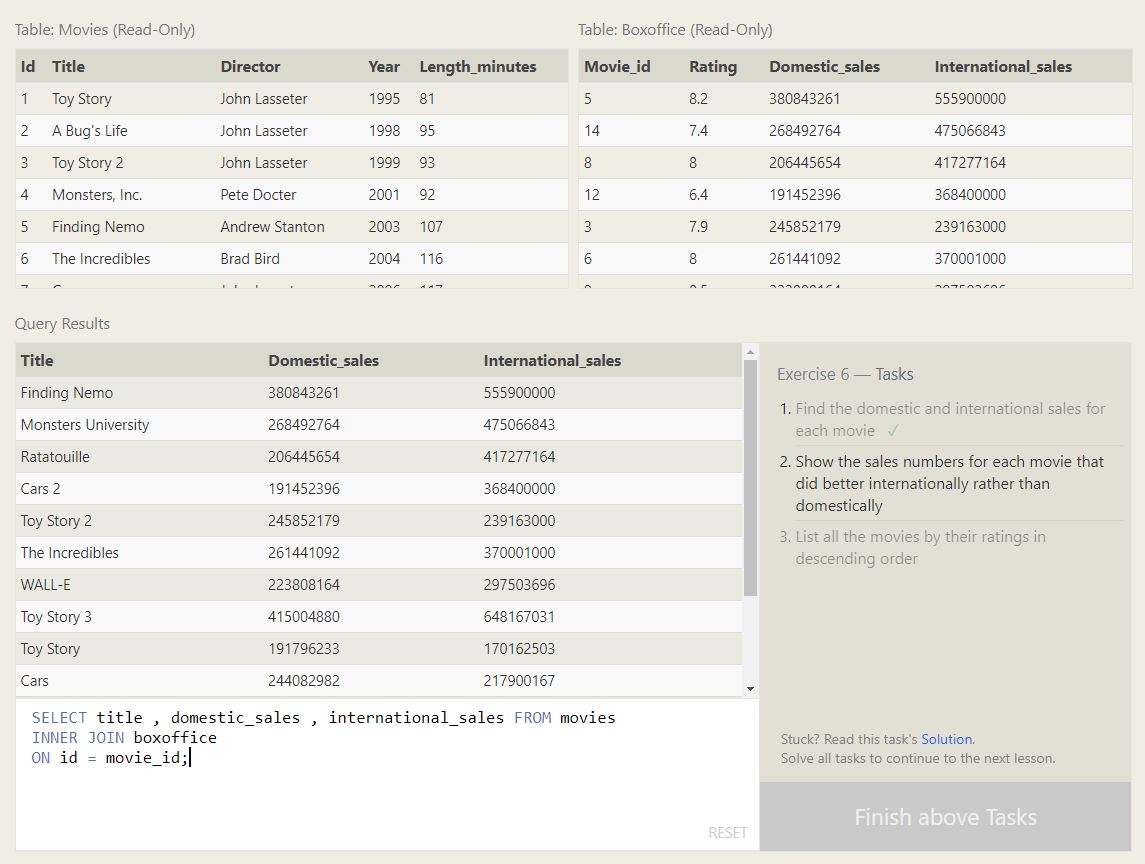 Table: Movies (Read-Only)
Id Title Director Year Length_minutes
1 Toy Story John Lasseter 1995 81
2 A Bug's Life John Lasseter 1998 95
3 Toy Story 2 John Lasseter 1999 93
4 Monsters, Inc. Pete Docter 2001 92
5 Finding Nemo Andrew Stanton 2003 107
6 The Incredibles Brad Bird 2004 116
Table: Boxoffice (Read-Only)
Movie_id Rating Domestic_sales International_sales
5 8.2 380843261 555900000
14 7.4 268492764 475066843
8 8 206445654 417277164
12 6.4 191452396 368400000
3 7.9 245852179 239163000
6 8 261441092 370001000
Query Results
Title Domestic_sales International_sales
Finding Nemo 380843261 555900000
Monsters University 268492764 475066843
Ratatouille 206445654 417277164
Cars 2 191452396 368400000
Toy Story 2 245852179 239163000
The Incredibles 261441092 370001000
WALL-E 223808164 297503696
Toy Story 3 415004880 648167031
Toy Story 191796233 170162503
Cars 244082982 217900167
SELECT title , domestic_sales , international_sales FROM movies
INNER JOIN boxoffice
ON id = movie_id;
RESET
Exercise 6 — Tasks
1. Find the domestic and international sales for
each movie ✓
2. Show the sales numbers for each movie that
did better internationally rather than
domestically
3. List all the movies by their ratings in
descending order
Stuck? Read this task's Solution.
Solve all tasks to continue to the next lesson.
Finish above Tasks